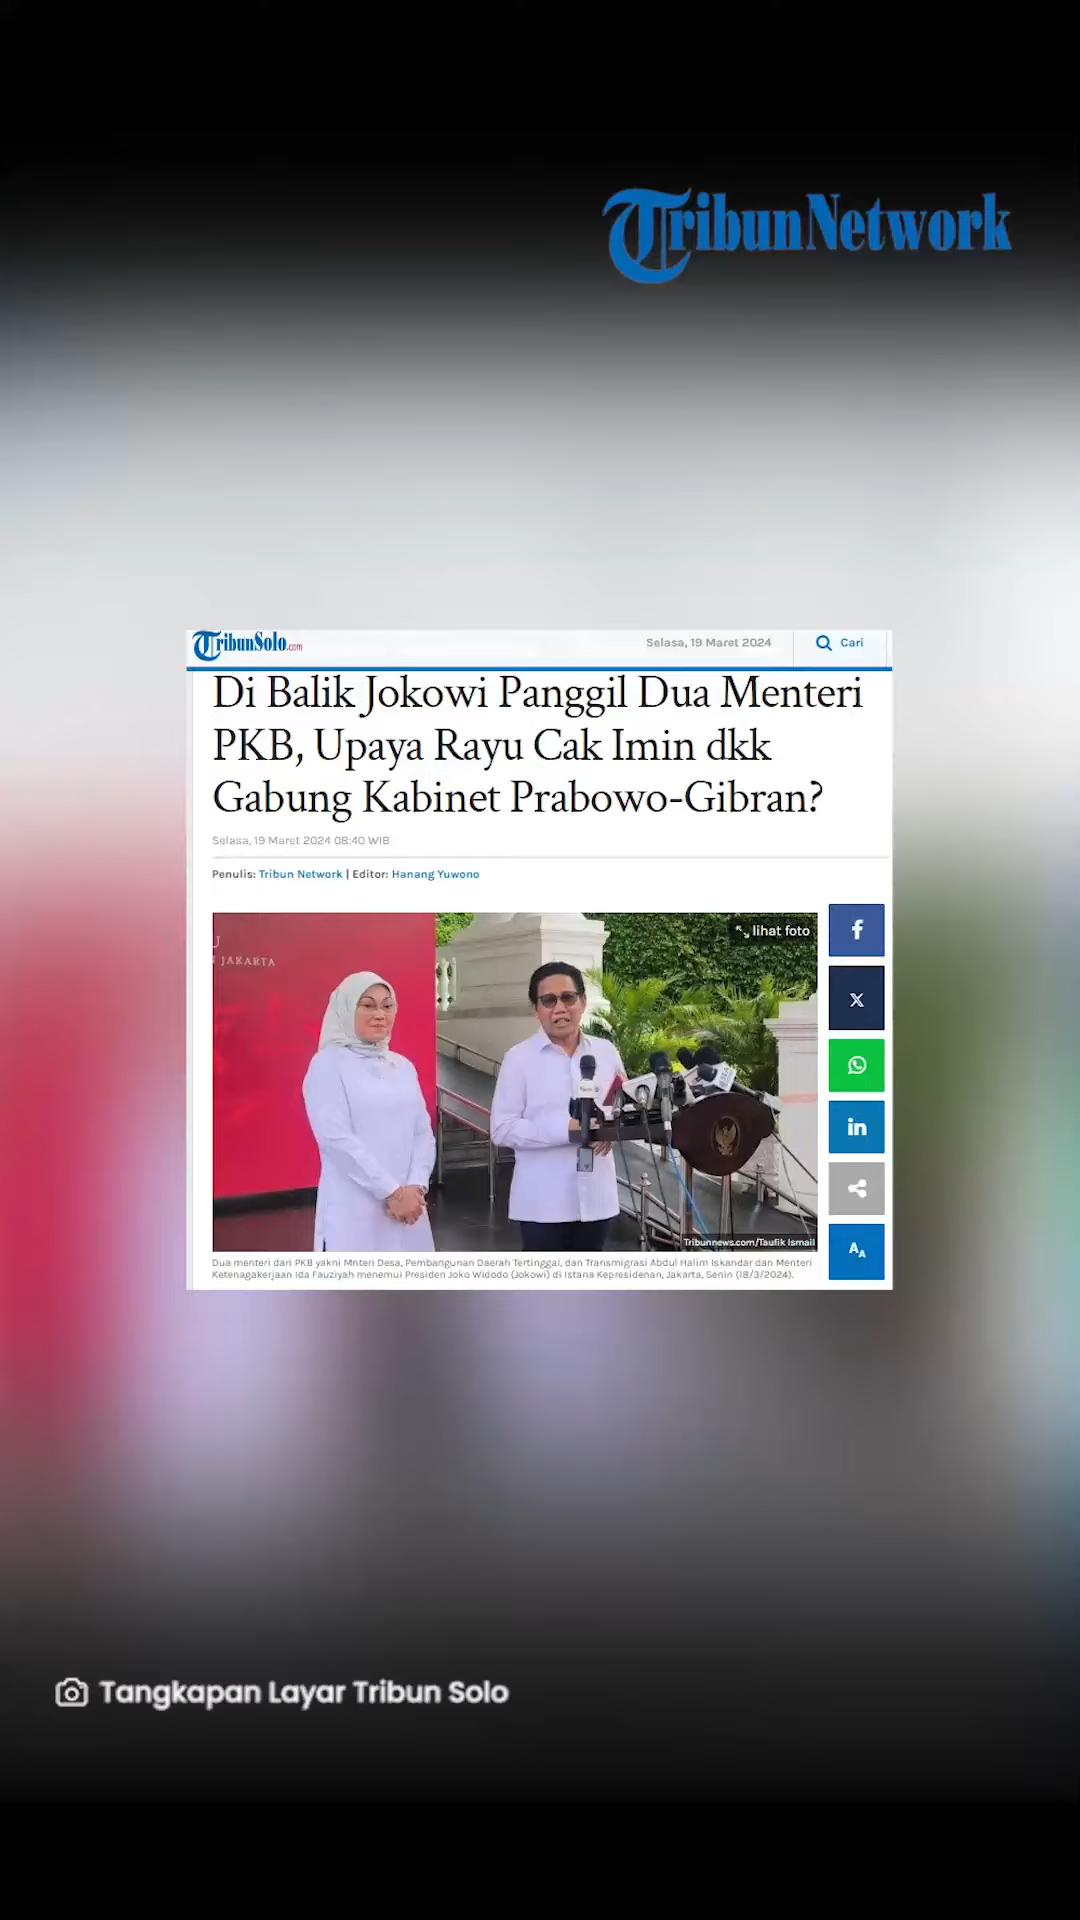 TribunNetwork
TribunSolo.com
Selasa, 19 Maret 2024
Cari
Di Balik Jokowi Panggil Dua Menteri
PKB, Upaya Rayu Cak Imin dkk
Gabung Kabinet Prabowo-Gibran?
Selasa, 19 Maret 2024 08:40 WIB
Penulis: Tribun Network | Editor: Hanang Yuwono
lihat foto
JAKARTA
Tribunnews.com/Taufik Ismail
Dua menteri dari PKB yakni Mnteri Desa, Pembangunan Daerah Tertinggal, dan Transmigrasi Abdul Halim Iskandar dan Menteri
Ketenagakerjaan Ida Fauziyah menemui Presiden Joko Widodo (Jokowi) di Istana Kepresidenan, Jakarta, Senin (18/3/2024).
Tangkapan Layar Tribun Solo